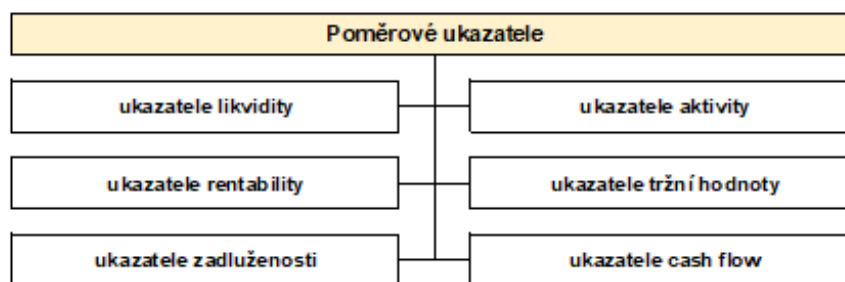 Poměrové ukazatele
ukazatele likvidity
ukazatele aktivity
ukazatele rentability
ukazatele tržní hodnoty
ukazatele zadluženosti
ukazatele cash flow